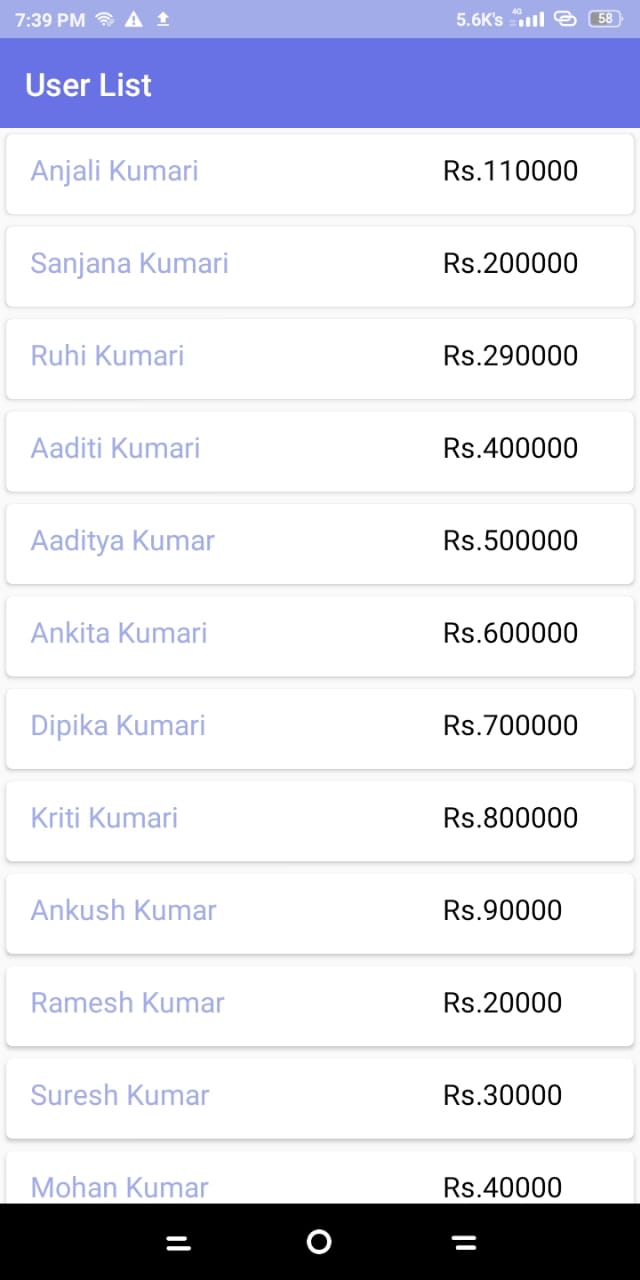 7:39 PM 5.6K's 4G 58
User List
Anjali Kumari Rs.110000
Sanjana Kumari Rs.200000
Ruhi Kumari Rs.290000
Aaditi Kumari Rs.400000
Aaditya Kumar Rs.500000
Ankita Kumari Rs.600000
Dipika Kumari Rs.700000
Kriti Kumari Rs.800000
Ankush Kumar Rs.90000
Ramesh Kumar Rs.20000
Suresh Kumar Rs.30000
Mohan Kumar Rs.40000